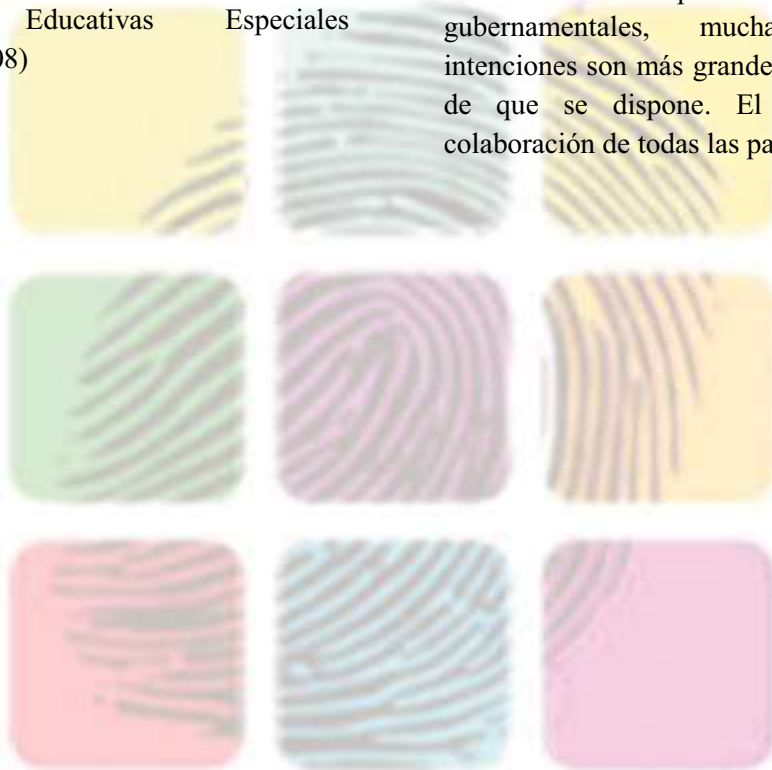 Educativas Especiales
08)
gubernamentales, mucha
intenciones son más grande
de que se dispone. El
colaboración de todas las pa